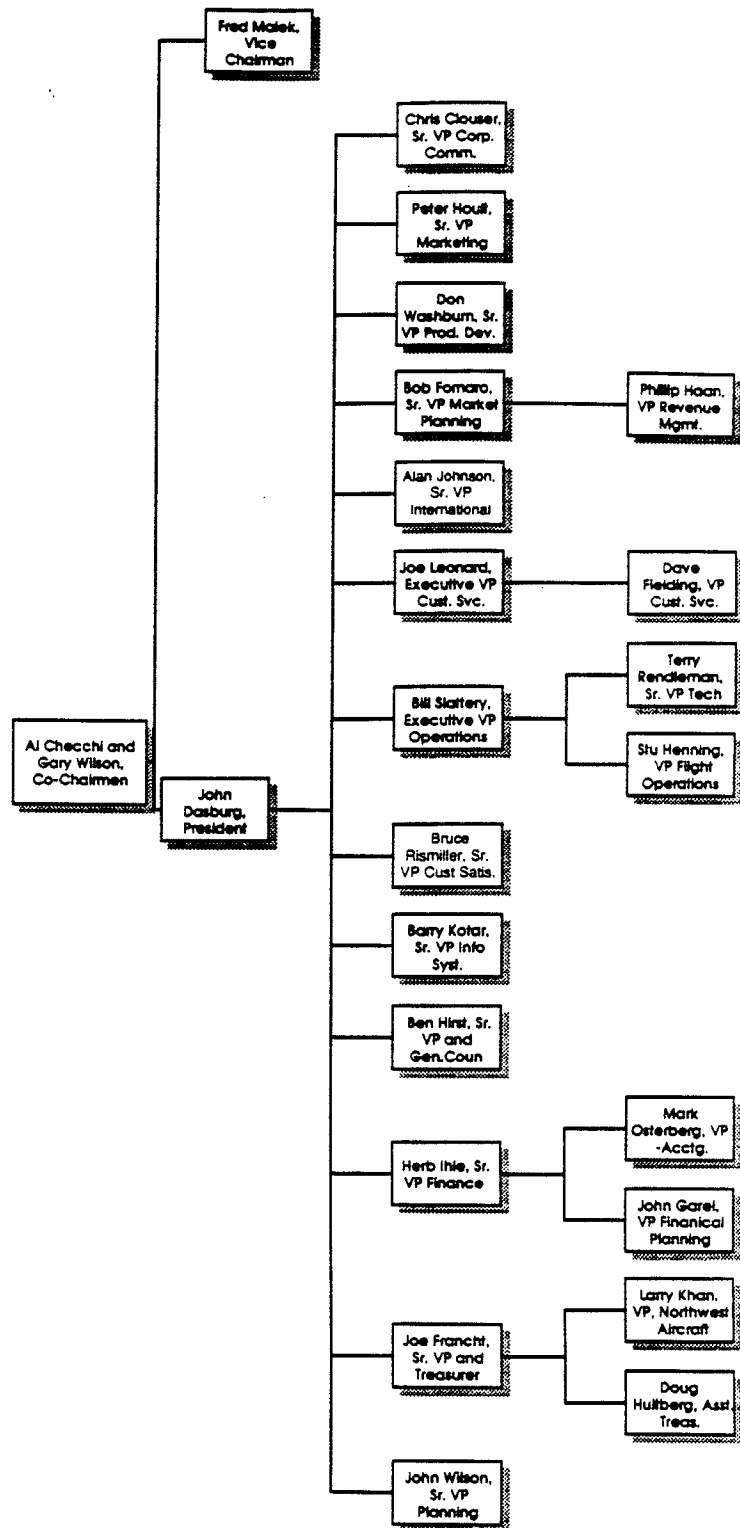 Fred Malek,
Vice
Chairman
Chris Clouser,
Sr. VP Corp.
Comm.
Peter Hoult,
Sr. VP
Marketing
Don
Washburn, Sr.
VP Prod. Dev.
Bob Fornaro,
Sr. VP Market
Planning
Phillip Haan,
VP Revenue
Mgmt.
Alan Johnson,
Sr. VP
International
Joe Leonard,
Executive VP
Cust. Svc.
Dave
Fielding, VP
Cust. Svc.
Terry
Rendleman,
Sr. VP Tech
Bill Slattery,
Executive VP
Operations
Stu Henning,
VP Flight
Operations
Al Checchi and
Gary Wilson,
Co-Chairmen
John
Dasburg,
President
Bruce
Rismiller, Sr.
VP Cust Satis.
Barry Kotar,
Sr. VP Info
Syst.
Ben Hirst, Sr.
VP and
Gen.Coun
Mark
Osterberg, VP
-Acctg.
Herb Ihle, Sr.
VP Finance
John Garel,
VP Finanical
Planning
Larry Khan,
VP, Northwest
Aircraft
Joe Francht,
Sr. VP and
Treasurer
Doug
Hultberg, Asst.
Treas.
John Wilson,
Sr. VP
Planning